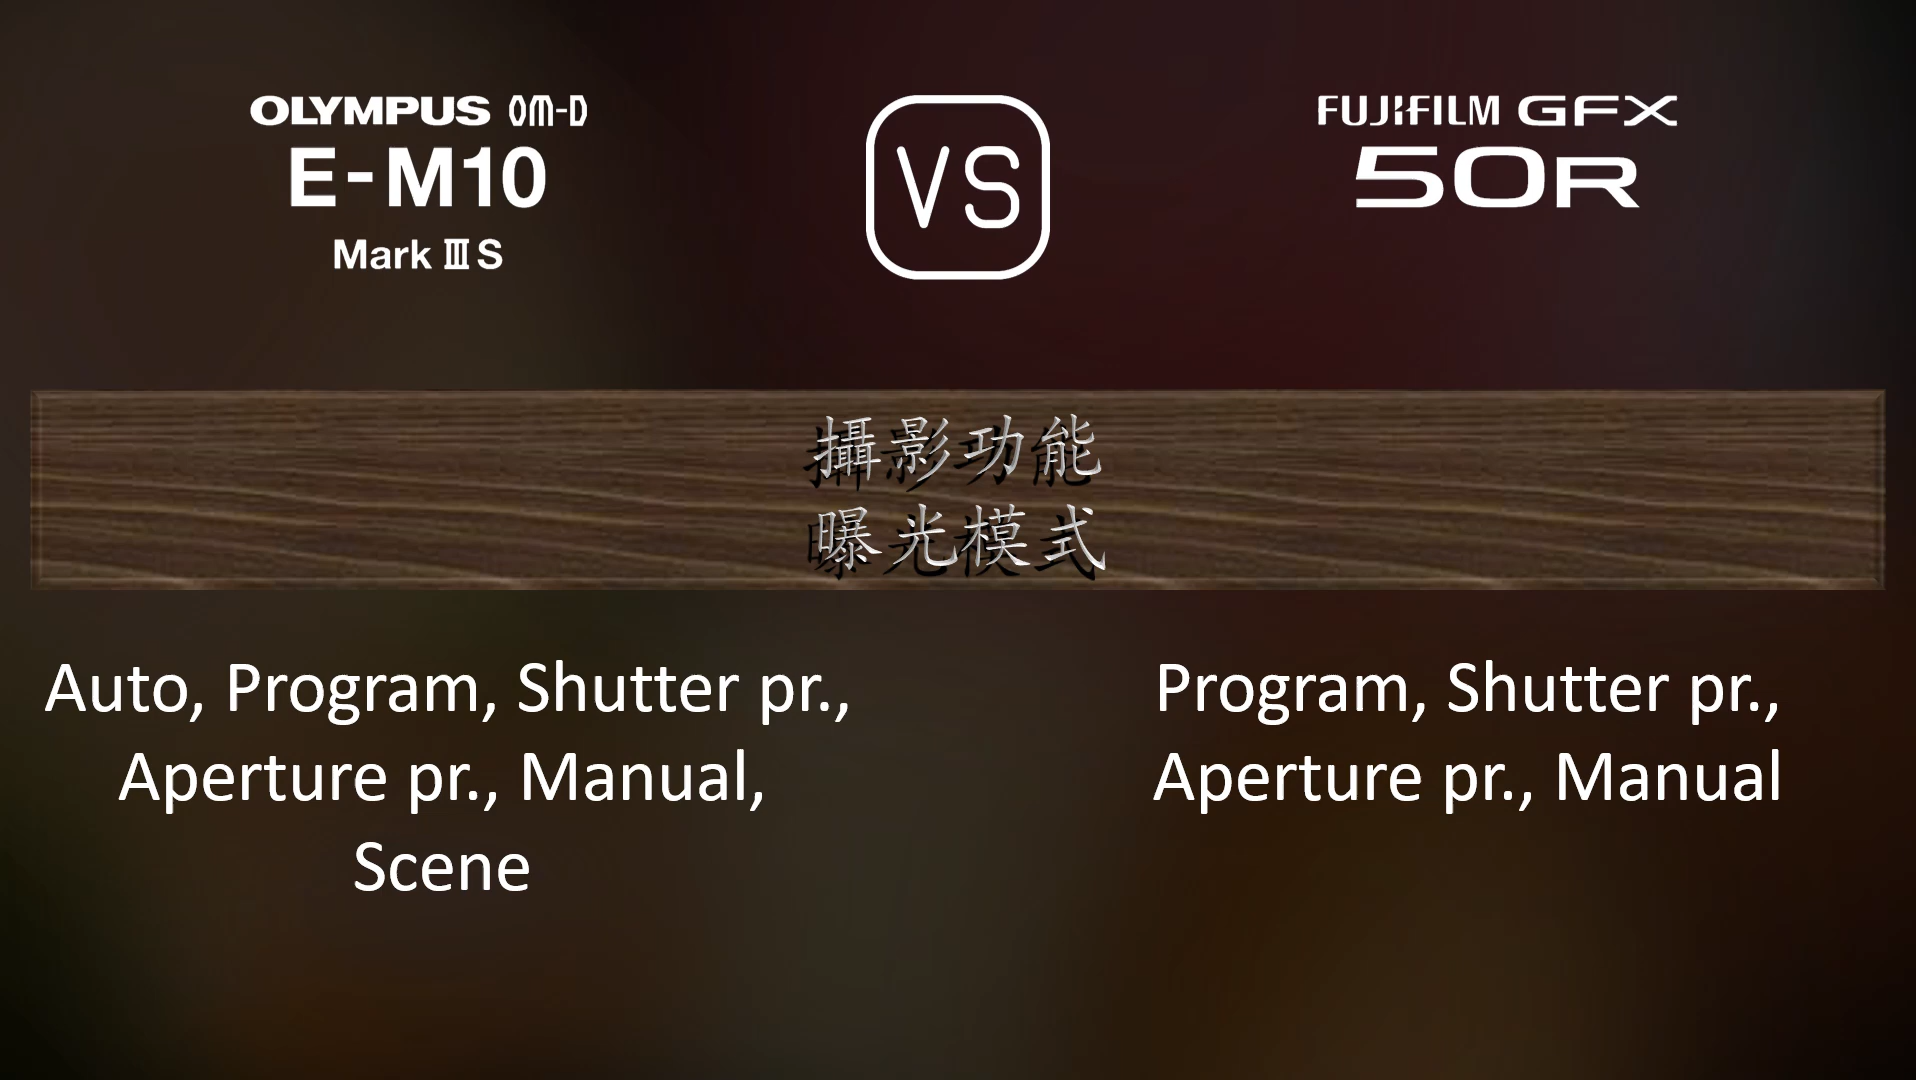 OLYMPUS OM-D
E-M10
Mark III S
VS
FUJIFILM GFX
50R
攝影功能
曝光模式
Auto, Program, Shutter pr.,
Aperture pr., Manual,
Scene
Program, Shutter pr.,
Aperture pr., Manual